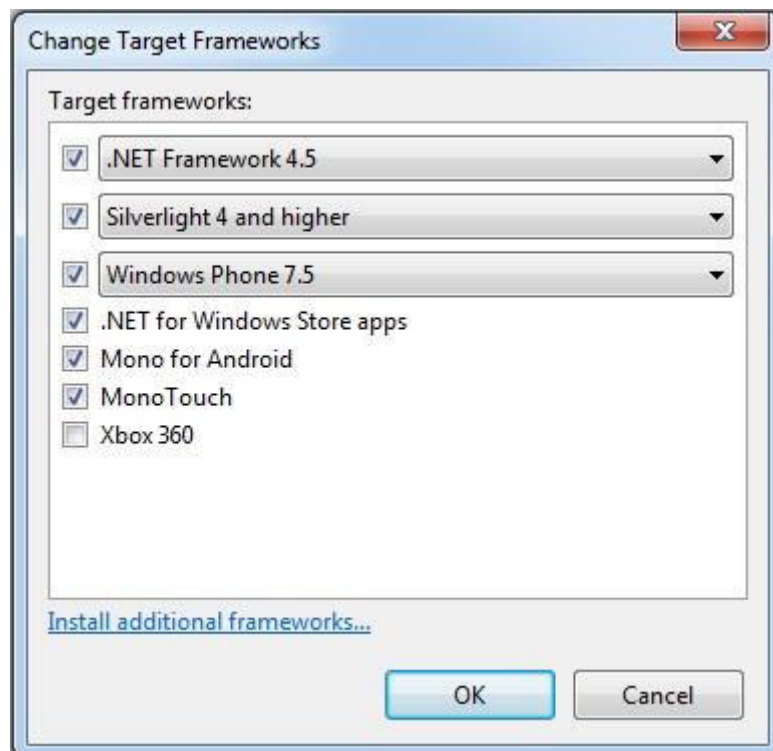 Change Target Frameworks
Target frameworks:
.NET Framework 4.5
Silverlight 4 and higher
Windows Phone 7.5
.NET for Windows Store apps
Mono for Android
MonoTouch
Xbox 360
Install additional frameworks...
OK Cancel